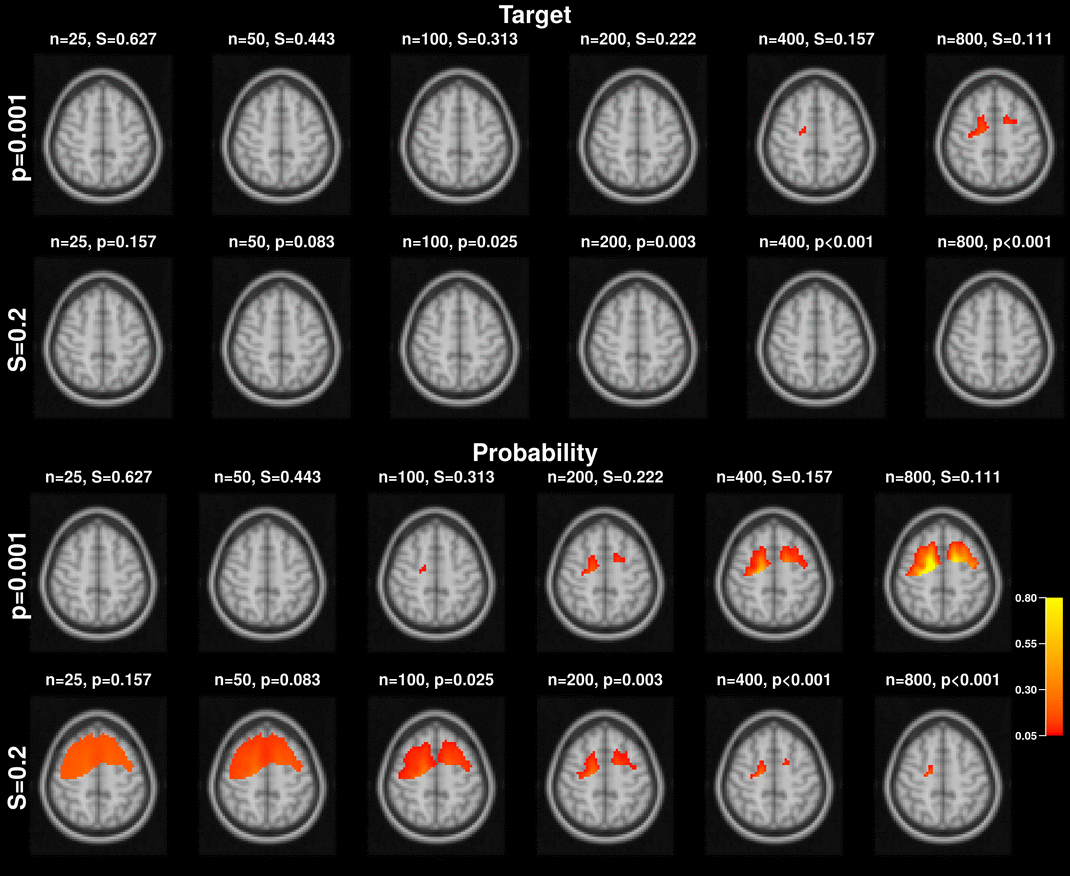 Target
n=25, S=0.627 n=50, S=0.443 n=100, S=0.313 n=200, S=0.222 n=400, S=0.157 n=800, S=0.111
p=0.001
n=25, p=0.157 n=50, p=0.083 n=100, p=0.025 n=200, p=0.003 n=400, p<0.001 n=800, p<0.001
S=0.2
Probability
n=25, S=0.627 n=50, S=0.443 n=100, S=0.313 n=200, S=0.222 n=400, S=0.157 n=800, S=0.111
p=0.001
n=25, p=0.157 n=50, p=0.083 n=100, p=0.025 n=200, p=0.003 n=400, p<0.001 n=800, p<0.001
S=0.2
0.80
0.55
0.30
0.05